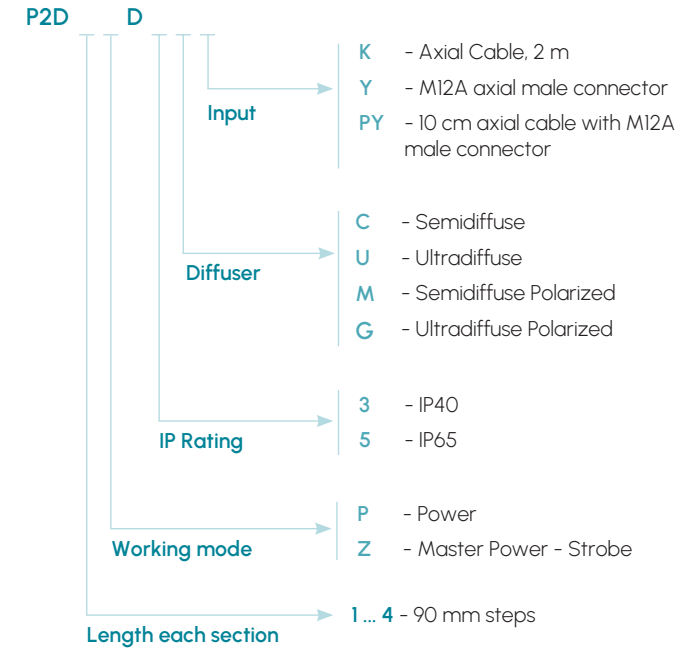 P2D D
K - Axial Cable, 2 m
Y - M12A axial male connector
PY - 10 cm axial cable with M12A
male connector
Input
C - Semidiffuse
U - Ultradiffuse
M - Semidiffuse Polarized
G - Ultradiffuse Polarized
Diffuser
3 - IP40
5 - IP65
IP Rating
P - Power
Z - Master Power - Strobe
Working mode
1 ... 4 - 90 mm steps
Length each section